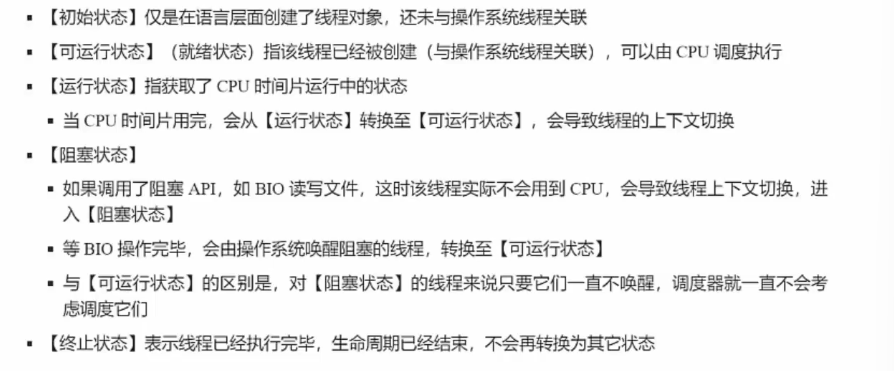 ▪ 【初始状态】仅是在语言层面创建了线程对象，还未与操作系统线程关联
▪ 【可运行状态】（就绪状态）指该线程已经被创建（与操作系统线程关联），可以由 CPU 调度执行
▪ 【运行状态】指获取了 CPU 时间片运行中的状态
▪ 当 CPU 时间片用完，会从【运行状态】转换至【可运行状态】，会导致线程的上下文切换
▪ 【阻塞状态】
▪ 如果调用了阻塞 API，如 BIO 读写文件，这时该线程实际不会用到 CPU，会导致线程上下文切换，进
入【阻塞状态】
▪ 等 BIO 操作完毕，会由操作系统唤醒阻塞的线程，转换至【可运行状态】
▪ 与【可运行状态】的区别是，对【阻塞状态】的线程来说只要它们一直不唤醒，调度器就一直不会考
虑调度它们
▪ 【终止状态】表示线程已经执行完毕，生命周期已经结束，不会再转换为其它状态